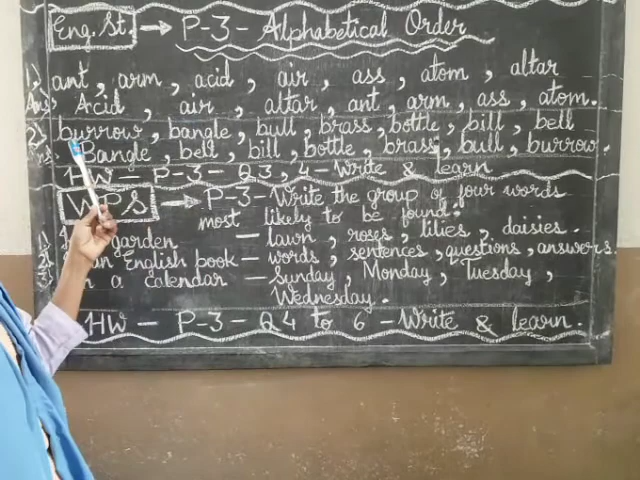 Eng. St. → P-3- Alphabetical Order
1) ant, arm, acid, air, ass, atom, altar
Ans Acid, air, altar, ant, arm, ass, atom.
2) burrow, bangle, bull, brass, bottle, bill, bell
Bangle, bell, bill, bottle, brass, bull, burrow.
HW - P-3 - Q3, 4 - Write & learn
WPS → P-3- Write the group of four words
most likely to be found.
garden - lawn, roses, lilies, daisies.
an English book - words, sentences, questions, answers.
a calendar - Sunday, Monday, Tuesday,
Wednesday.
HW - P-3 - Q4 to 6 - Write & learn.